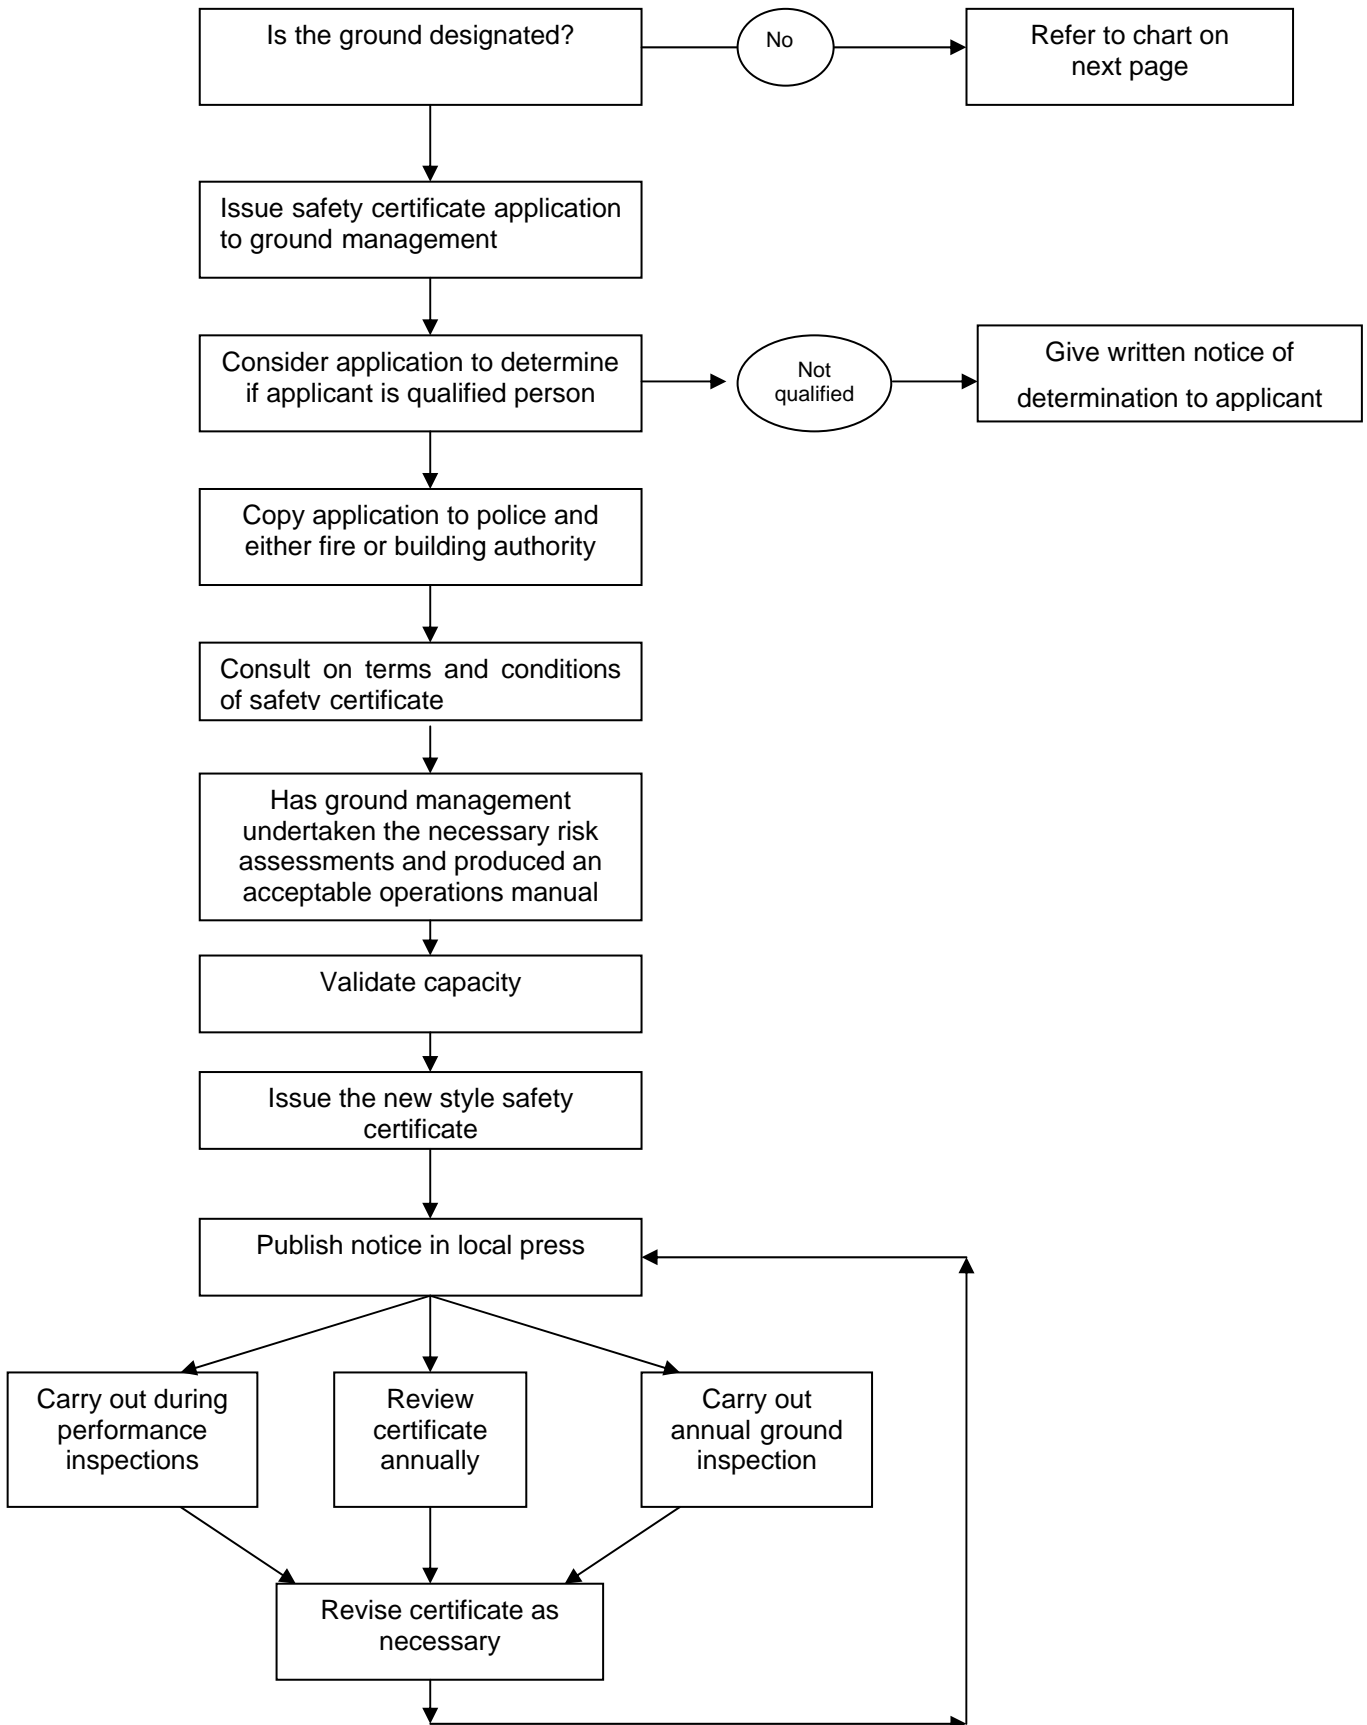 Is the ground designated?
No
Refer to chart on
next page
Issue safety certificate application
to ground management
Consider application to determine
if applicant is qualified person
Not
qualified
Give written notice of
determination to applicant
Copy application to police and
either fire or building authority
Consult on terms and conditions
of safety certificate
Has ground management
undertaken the necessary risk
assessments and produced an
acceptable operations manual
Validate capacity
Issue the new style safety
certificate
Publish notice in local press
Carry out during
performance
inspections
Review
certificate
annually
Carry out
annual ground
inspection
Revise certificate as
necessary